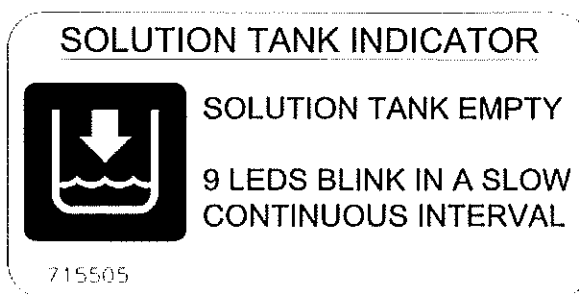 SOLUTION TANK INDICATOR
SOLUTION TANK EMPTY
9 LEDS BLINK IN A SLOW
CONTINUOUS INTERVAL
715505